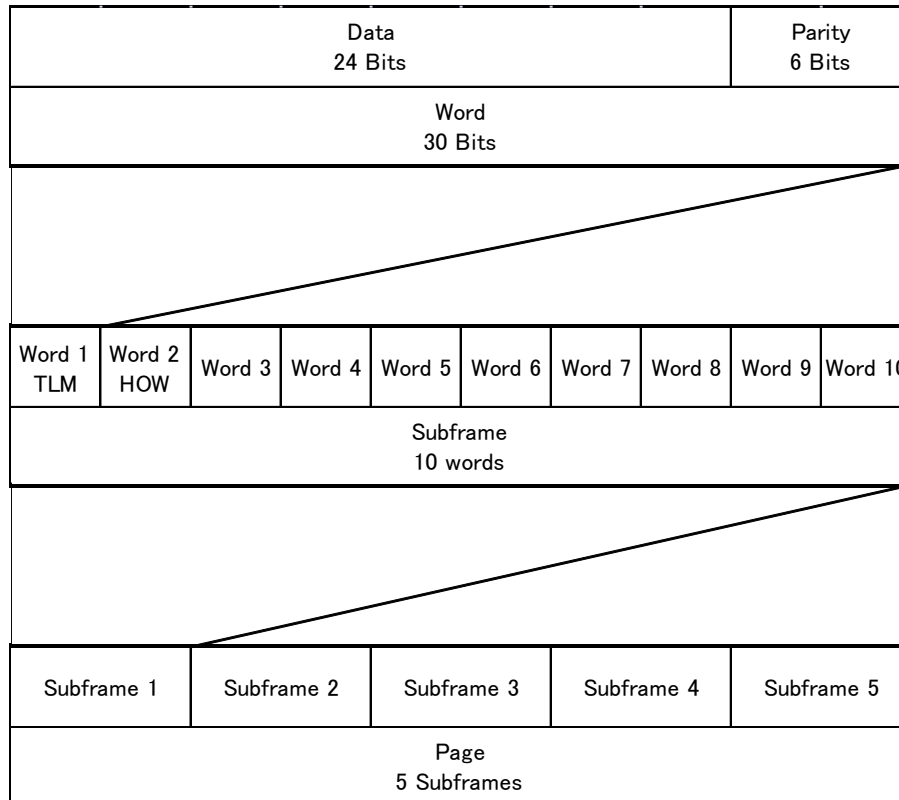 Data
24 Bits
Parity
6 Bits
Word
30 Bits
Word 1
TLM
Word 2
HOW
Word 3
Word 4
Word 5
Word 6
Word 7
Word 8
Word 9
Word 10
Subframe
10 words
Subframe 1
Subframe 2
Subframe 3
Subframe 4
Subframe 5
Page
5 Subframes